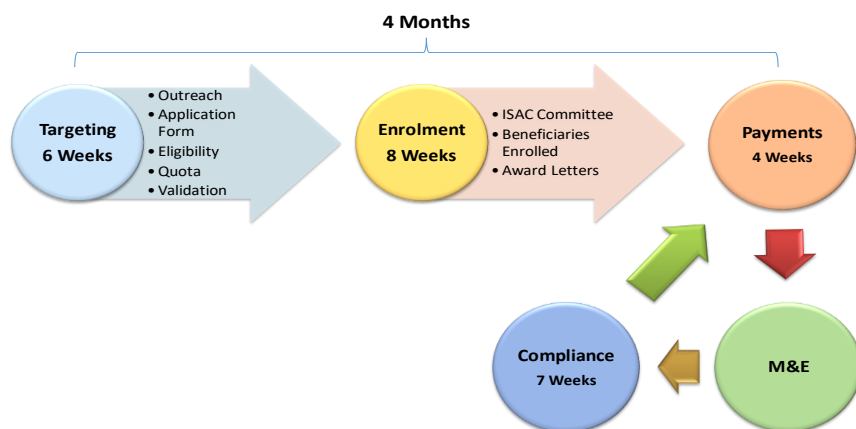 4 Months
Targeting
6 Weeks
• Outreach
• Application
Form
• Eligibility
• Quota
• Validation
Enrolment
8 Weeks
• ISAC Committee
• Beneficiaries
Enrolled
• Award Letters
Payments
4 Weeks
Compliance
7 Weeks
M&E